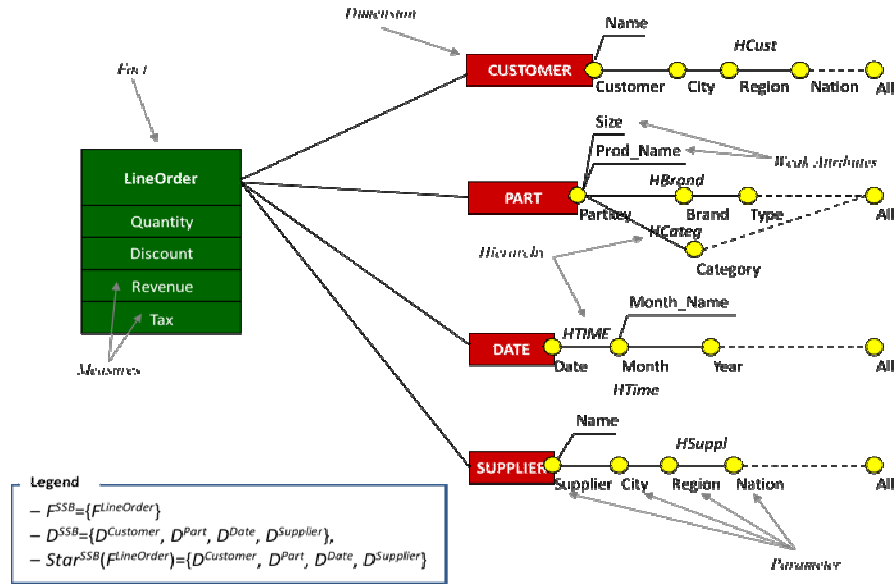 Dimension
Name
Fact
HCust
CUSTOMER
Customer City Region Nation All
Size
Prod_Name
Weak Attributes
LineOrder
HBrand
PART
Partkey Brand Type All
Quantity
HCateg
Discount
Hierarchy
Category
Revenue
Month_Name
Tax
HTIME
DATE
Date Month Year All
Measures
HTime
Name
HSuppl
SUPPLIER
Supplier City Region Nation All
Legend
– F^SSB={F^LineOrder}
– D^SSB={D^Customer, D^Part, D^Date, D^Supplier},
– Star^SSB(F^LineOrder)={D^Customer, D^Part, D^Date, D^Supplier}
Parameter